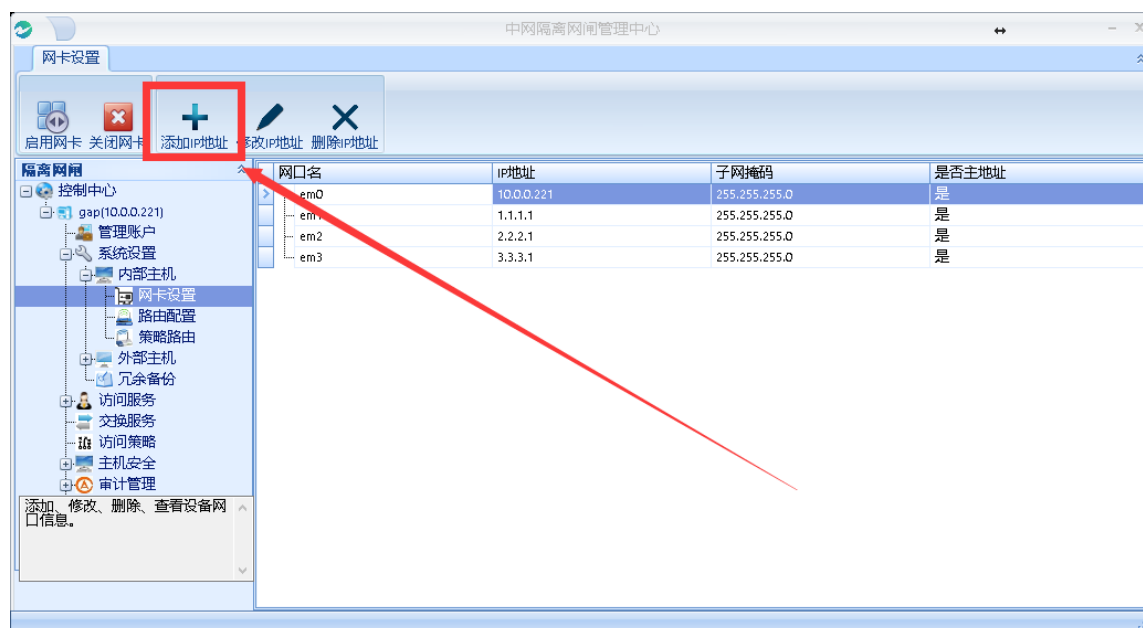 中网隔离网闸管理中心
网卡设置
启用网卡 关闭网卡 添加IP地址 修改IP地址 删除IP地址
隔离网闸
网口名 IP地址 子网掩码 是否主地址
em0 10.0.0.221 255.255.255.0 是
em1 1.1.1.1 255.255.255.0 是
em2 2.2.2.1 255.255.255.0 是
em3 3.3.3.1 255.255.255.0 是
控制中心
gap(10.0.0.221)
管理账户
系统设置
内部主机
网卡设置
路由配置
策略路由
外部主机
冗余备份
访问服务
交换服务
访问策略
主机安全
审计管理
添加、修改、删除、查看设备网
口信息。